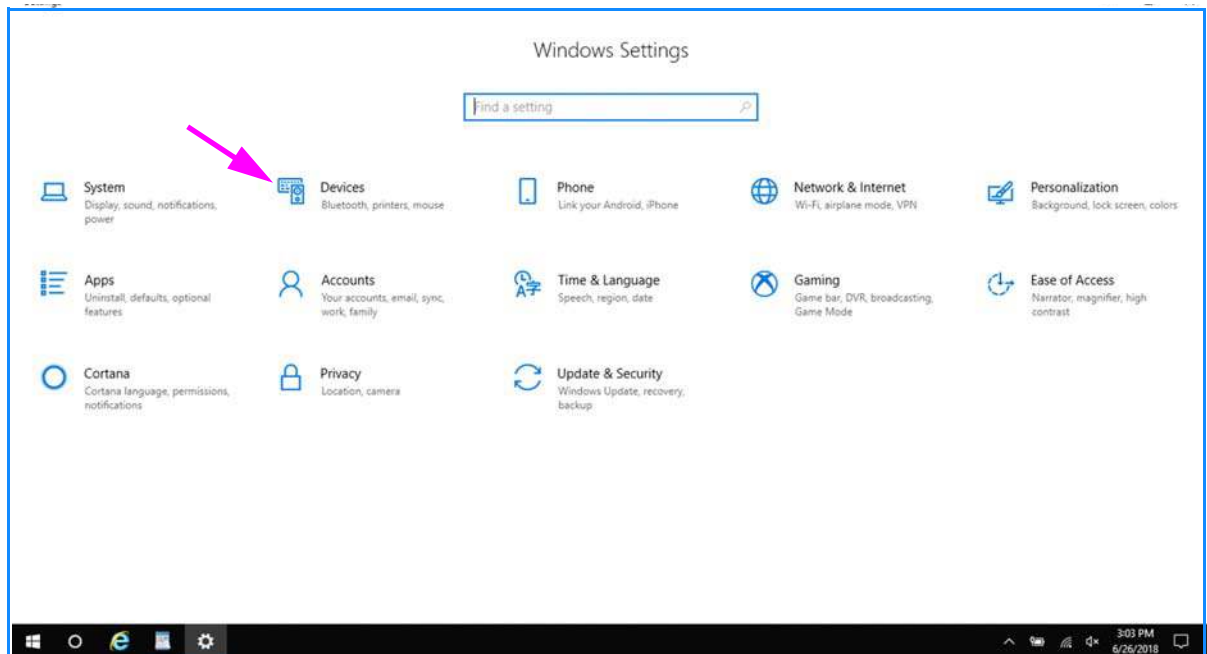 Windows Settings
Find a setting
System
Display, sound, notifications,
power
Devices
Bluetooth, printers, mouse
Phone
Link your Android, iPhone
Network & Internet
Wi-Fi, airplane mode, VPN
Personalization
Background, lock screen, colors
Apps
Uninstall, defaults, optional
features
Accounts
Your accounts, email, sync,
work, family
Time & Language
Speech, region, date
Gaming
Game bar, DVR, broadcasting,
Game Mode
Ease of Access
Narrator, magnifier, high
contrast
Cortana
Cortana language, permissions,
notifications
Privacy
Location, camera
Update & Security
Windows Update, recovery,
backup
3:03 PM
6/26/2018